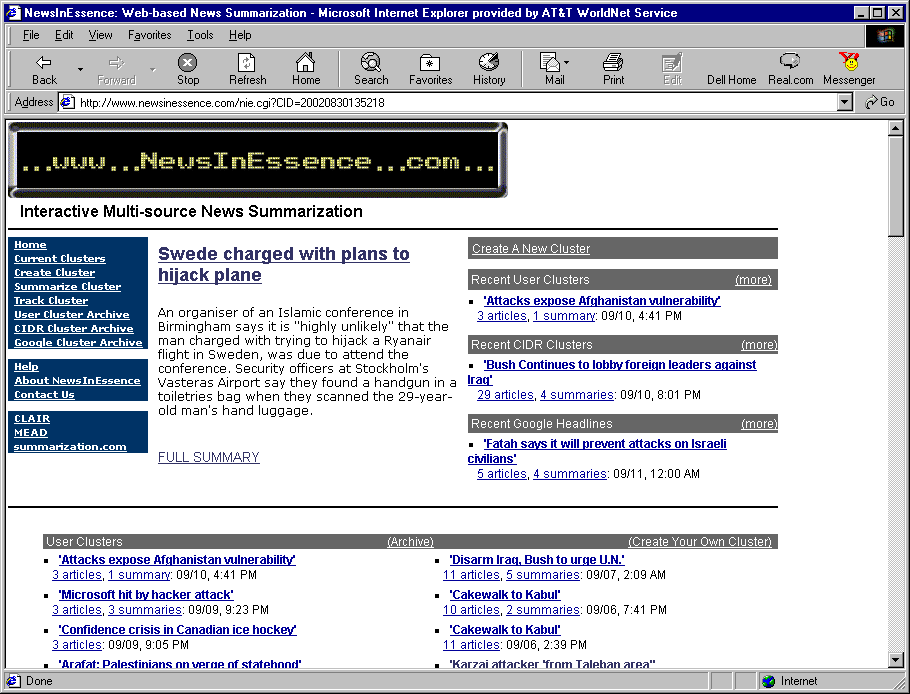 NewsInEssence: Web-based News Summarization - Microsoft Internet Explorer provided by AT&T WorldNet Service
File Edit View Favorites Tools Help
Back Forward Stop Refresh Home Search Favorites History Mail Print Edit Dell Home Real.com Messenger
Address http://www.newsinessence.com/nie.cgi?CID=20020830135218 Go
...www...NewsInEssence...com...
Interactive Multi-source News Summarization
Home
Current Clusters
Create Cluster
Summarize Cluster
Track Cluster
User Cluster Archive
CIDR Cluster Archive
Google Cluster Archive
Help
About NewsInEssence
Contact Us
CLAIR
MEAD
summarization.com
Swede charged with plans to
hijack plane
An organiser of an Islamic conference in
Birmingham says it is "highly unlikely" that the
man charged with trying to hijack a Ryanair
flight in Sweden, was due to attend the
conference. Security officers at Stockholm's
Vasteras Airport say they found a handgun in a
toiletries bag when they scanned the 29-year-
old man's hand luggage.
FULL SUMMARY
Create A New Cluster
Recent User Clusters (more)
'Attacks expose Afghanistan vulnerability'
3 articles, 1 summary: 09/10, 4:41 PM
Recent CIDR Clusters (more)
'Bush Continues to lobby foreign leaders against
Iraq'
29 articles, 4 summaries: 09/10, 8:01 PM
Recent Google Headlines (more)
'Fatah says it will prevent attacks on Israeli
civilians'
5 articles, 4 summaries: 09/11, 12:00 AM
User Clusters (Archive) (Create Your Own Cluster)
'Attacks expose Afghanistan vulnerability'
3 articles, 1 summary: 09/10, 4:41 PM
'Microsoft hit by hacker attack'
3 articles, 3 summaries: 09/09, 9:23 PM
'Confidence crisis in Canadian ice hockey'
3 articles: 09/09, 9:05 PM
'Arafat: Palestinians on verge of statehood'
'Disarm Iraq, Bush to urge U.N.'
11 articles, 5 summaries: 09/07, 2:09 AM
'Cakewalk to Kabul'
10 articles, 2 summaries: 09/06, 7:41 PM
'Cakewalk to Kabul'
11 articles: 09/06, 2:39 PM
'Karzai attacker 'from Taleban area''
Done Internet